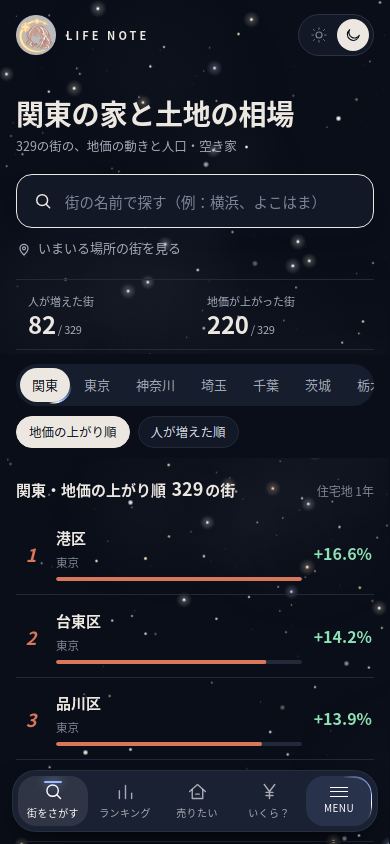 LIFE NOTE
関東の家と土地の相場
329の街の、地価の動きと人口・空き家
街の名前で探す（例：横浜、よこはま）
いまいる場所の街を見る
人が増えた街
地価が上がった街
82 / 329
220 / 329
関東 東京 神奈川 埼玉 千葉 茨城
地価の上がり順 人が増えた順
関東・地価の上がり順 329の街
住宅地 1年
1
港区
東京
+16.6%
2
台東区
東京
+14.2%
3
品川区
東京
+13.9%
街をさがす ランキング 売りたい いくら？ MENU